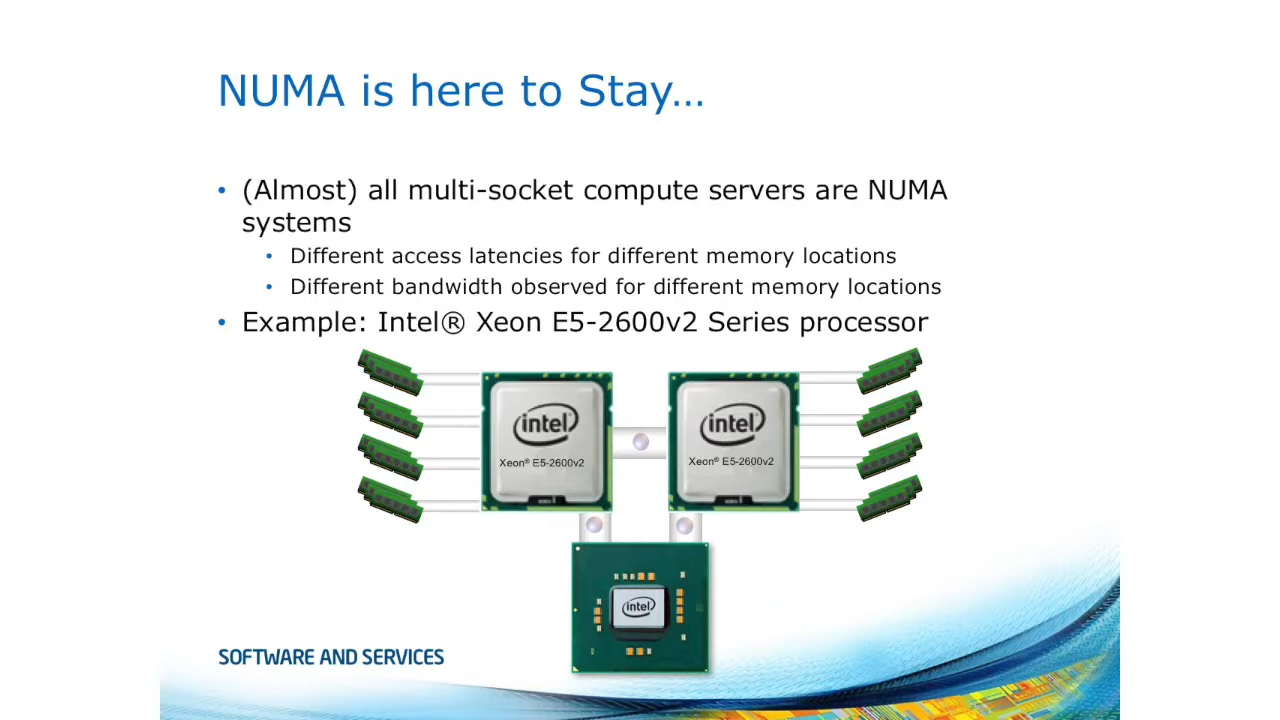 NUMA is here to Stay…
• (Almost) all multi-socket compute servers are NUMA
systems
• Different access latencies for different memory locations
• Different bandwidth observed for different memory locations
• Example: Intel® Xeon E5-2600v2 Series processor
intel
Xeon® E5-2600v2
intel
Xeon® E5-2600v2
intel
SOFTWARE AND SERVICES